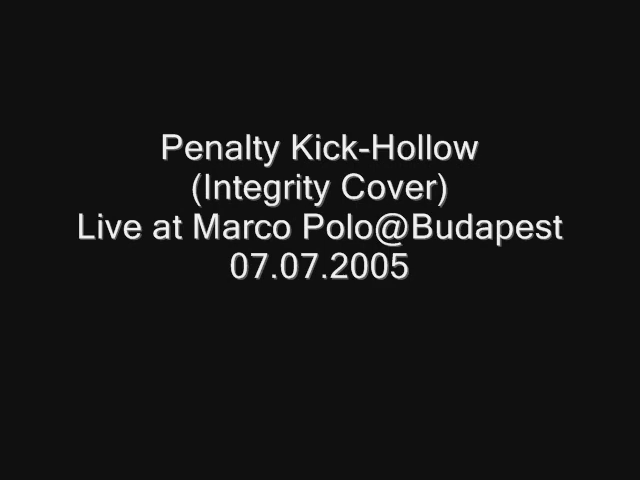 Penalty Kick-Hollow
(Integrity Cover)
Live at Marco Polo@Budapest
07.07.2005